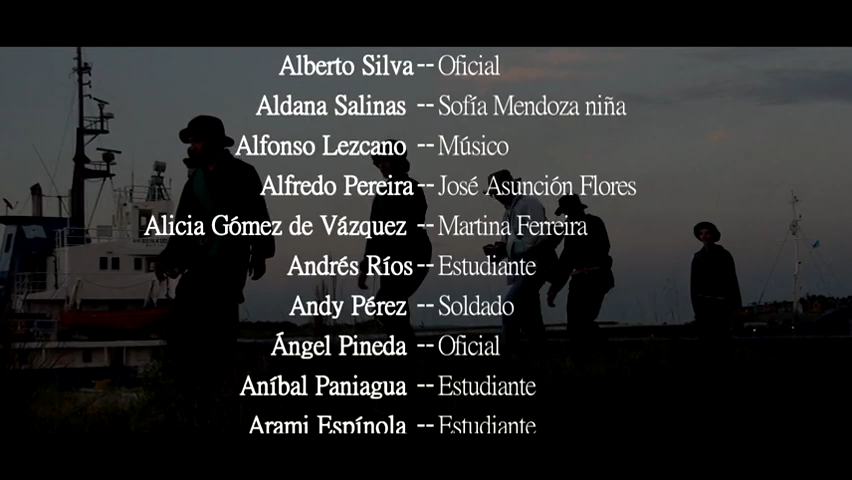 Alberto Silva -- Oficial
Aldana Salinas -- Sofía Mendoza niña
Alfonso Lezcano -- Músico
Alfredo Pereira -- José Asunción Flores
Alicia Gómez de Vázquez -- Martina Ferreira
Andrés Ríos -- Estudiante
Andy Pérez -- Soldado
Ángel Pineda -- Oficial
Aníbal Paniagua -- Estudiante
Arami Espínola -- Estudiante